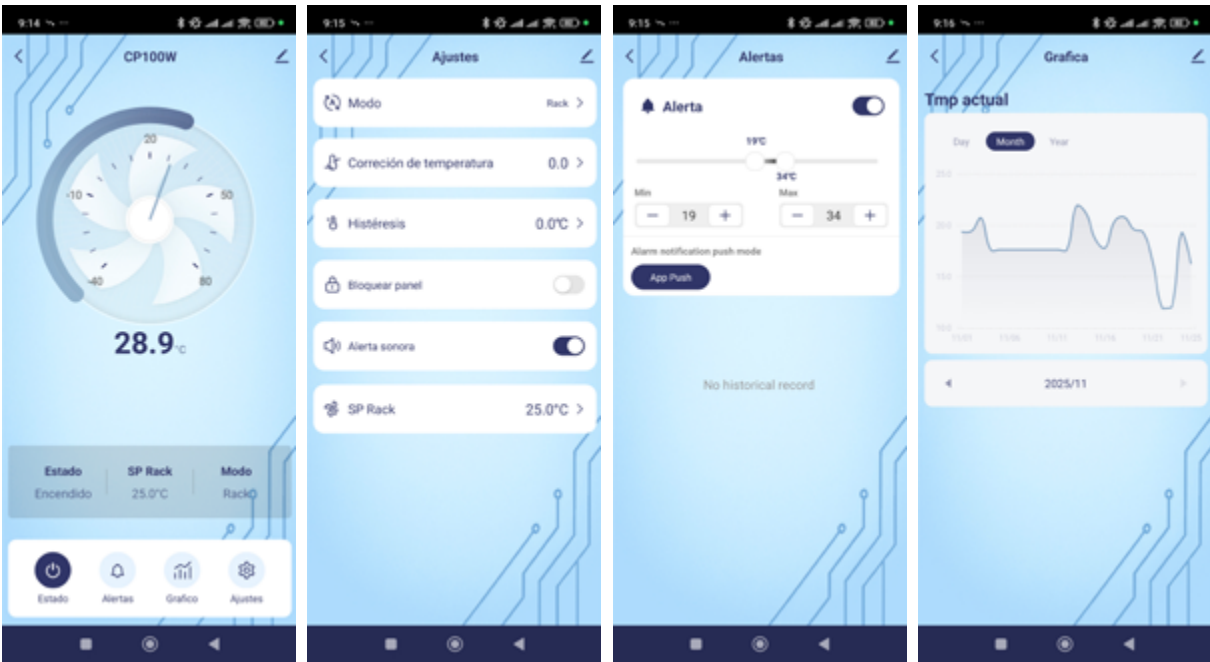 9:14
CP100W
20
-10
50
-40
80
28.9 °C
Estado
SP Rack
Modo
Encendido
25.0°C
Rack
Estado
Alertas
Grafico
Ajustes
9:15
Ajustes
Modo
Rack
Correción de temperatura
0.0
Histéresis
0.0°C
Bloquear panel
Alerta sonora
SP Rack
25.0°C
9:15
Alertas
Alerta
19°C
34°C
Min
Max
19
34
Alarm notification push mode
App Push
No historical record
9:16
Grafica
Tmp actual
Day
Month
Year
25.0
20.0
15.0
10.0
11/01
11/06
11/11
11/16
11/21
11/25
2025/11